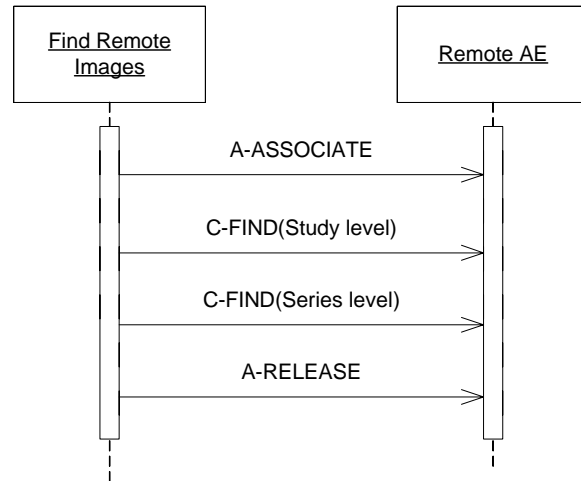 Find Remote
Images
Remote AE
A-ASSOCIATE
C-FIND(Study level)
C-FIND(Series level)
A-RELEASE